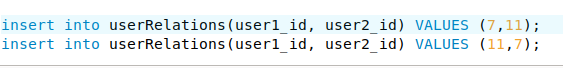 insert into userRelations(user1_id, user2_id) VALUES (7,11);
insert into userRelations(user1_id, user2_id) VALUES (11,7);